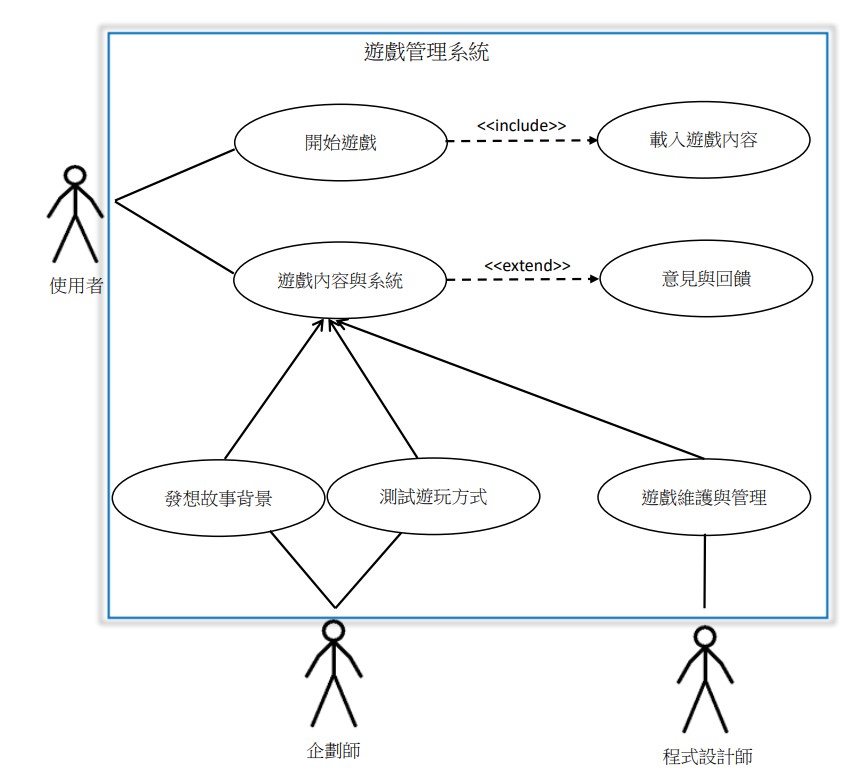 遊戲管理系統
開始遊戲
<<include>>
載入遊戲內容
使用者
遊戲內容與系統
<<extend>>
意見與回饋
發想故事背景
測試遊玩方式
遊戲維護與管理
企劃師
程式設計師